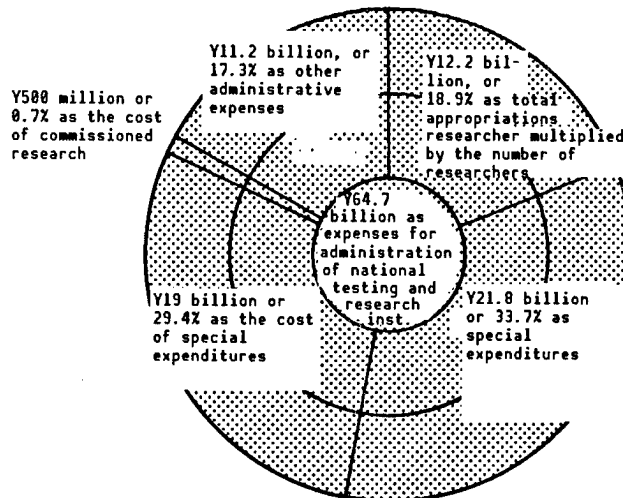 Y11.2 billion, or
17.3% as other
administrative
expenses
Y12.2 bil-
lion, or
18.9% as total
appropriations
researcher multiplied
by the number of
researchers
Y500 million or
0.7% as the cost
of commissioned
research
Y64.7
billion as
expenses for
administration
of national
testing and
research
inst.
Y19 billion or
29.4% as the cost
of special
expenditures
Y21.8 billion
or 33.7% as
special
expenditures